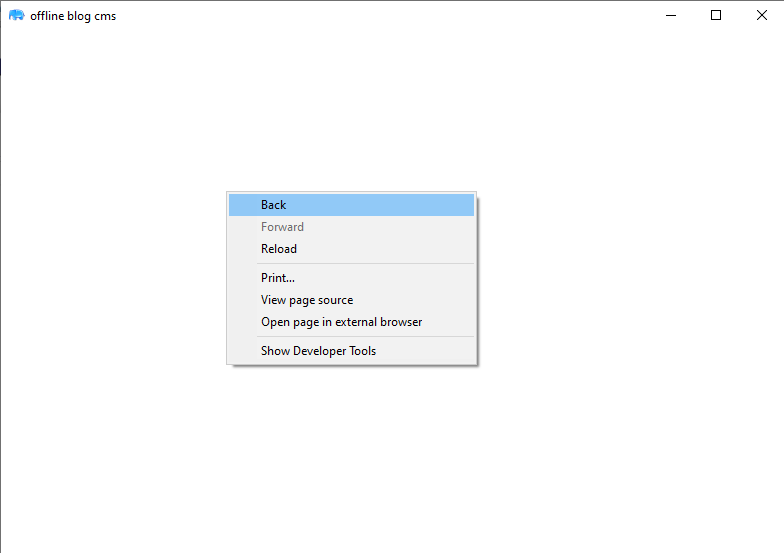 offline blog cms
Back
Forward
Reload
Print...
View page source
Open page in external browser
Show Developer Tools